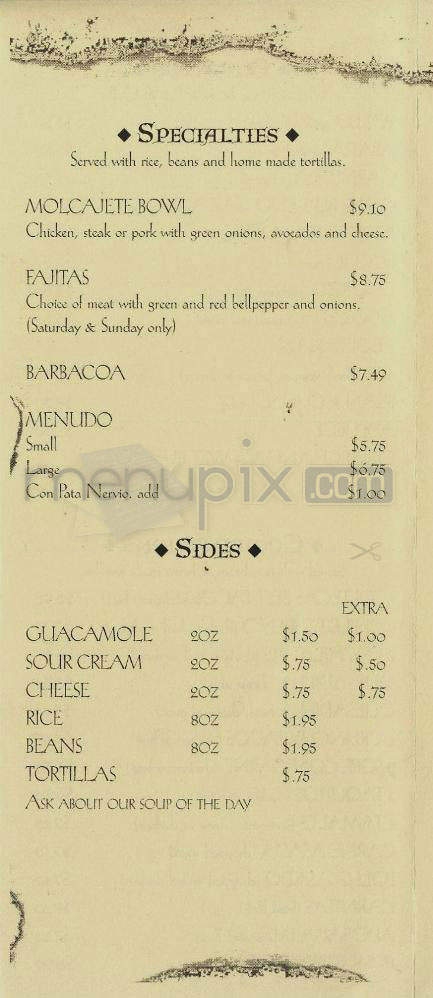 ◆ SPECIALTIES ◆
Served with rice, beans and home made tortillas.
MOLCAJETE BOWL $9.10
Chicken, steak or pork with green onions, avocados and cheese.
FAJITAS $8.75
Choice of meat with green and red bellpepper and onions.
(Saturday & Sunday only)
BARBACOA $7.49
MENUDO
Small $5.75
Large $6.75
Con Pata Nervio, add $1.00
menupix.com
◆ SIDES ◆
EXTRA
GUACAMOLE 2OZ $1.50 $1.00
SOUR CREAM 2OZ $.75 $.50
CHEESE 2OZ $.75 $.75
RICE 8OZ $1.95
BEANS 8OZ $1.95
TORTILLAS $.75
ASK ABOUT OUR SOUP OF THE DAY